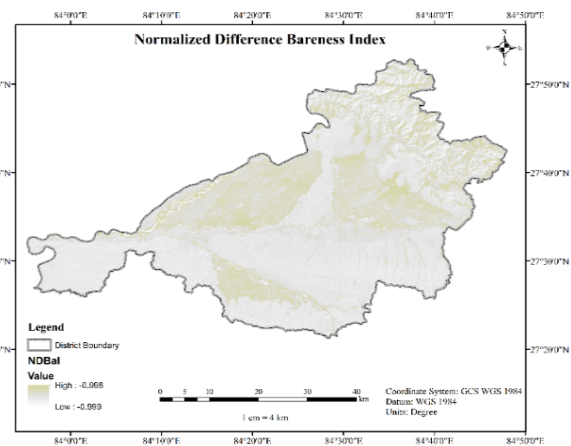 84°0'0"E 84°10'0"E 84°20'0"E 84°30'0"E 84°40'0"E 84°50'0"E
Normalized Difference Bareness Index
N
S
27°50'0"N
27°40'0"N
27°30'0"N
27°20'0"N
Legend
District Boundary
NDBaI
Value
High : -0.998
Low : -0.999
0 5 10 20 30 40
km
1 cm = 4 km
Coordinate System: GCS WGS 1984
Datum: WGS 1984
Units: Degree
84°0'0"E 84°10'0"E 84°20'0"E 84°30'0"E 84°40'0"E 84°50'0"E